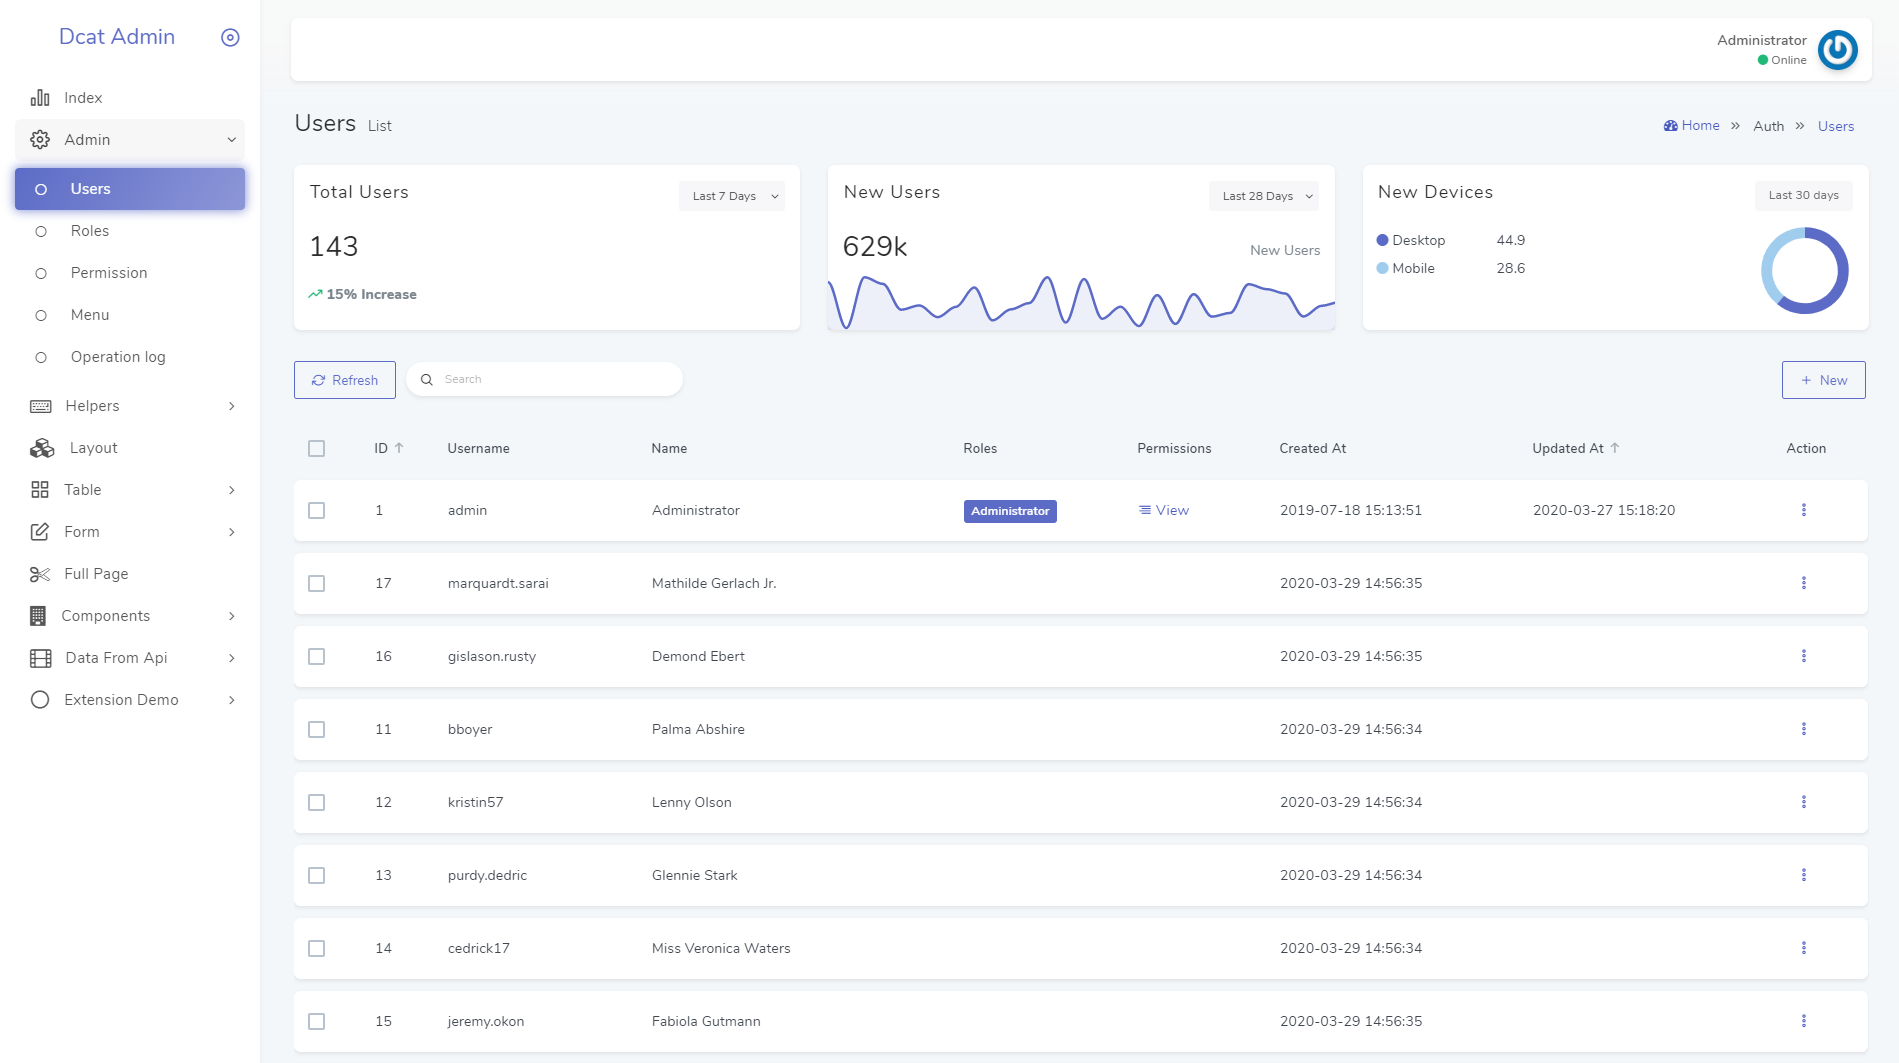 Dcat Admin
Index
Admin
Users
Roles
Permission
Menu
Operation log
Helpers
Layout
Table
Form
Full Page
Components
Data From Api
Extension Demo
Administrator
Online
Users List
Home » Auth » Users
Total Users
Last 7 Days
143
15% Increase
New Users
Last 28 Days
629k
New Users
New Devices
Last 30 days
Desktop 44.9
Mobile 28.6
Refresh
Search
+ New
ID Username Name Roles Permissions Created At Updated At Action
1 admin Administrator Administrator View 2019-07-18 15:13:51 2020-03-27 15:18:20
17 marquardt.sarai Mathilde Gerlach Jr. 2020-03-29 14:56:35
16 gislason.rusty Demond Ebert 2020-03-29 14:56:35
11 bboyer Palma Abshire 2020-03-29 14:56:34
12 kristin57 Lenny Olson 2020-03-29 14:56:34
13 purdy.dedric Glennie Stark 2020-03-29 14:56:34
14 cedrick17 Miss Veronica Waters 2020-03-29 14:56:34
15 jeremy.okon Fabiola Gutmann 2020-03-29 14:56:35